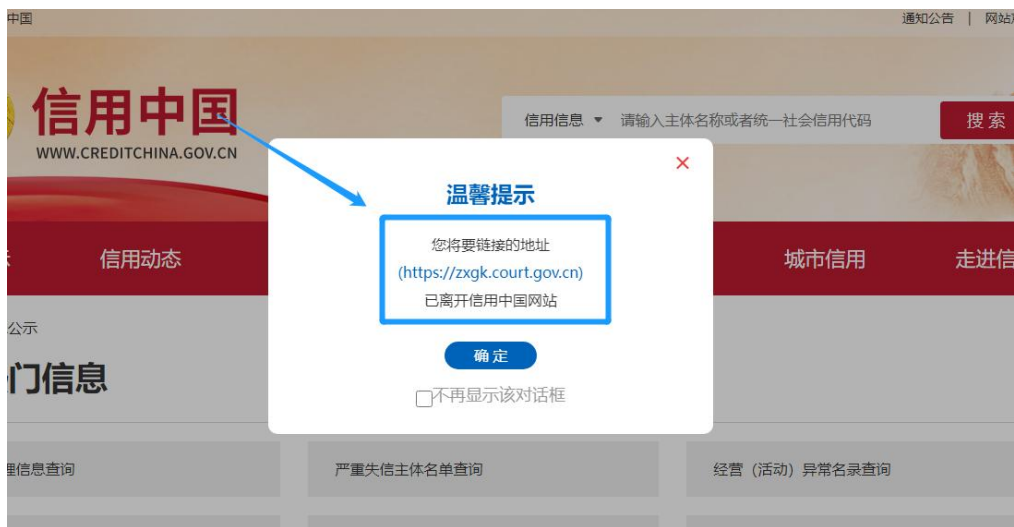 中国
通知公告 | 网站
信用中国
WWW.CREDITCHINA.GOV.CN
信用信息 ▼ 请输入主体名称或者统一社会信用代码
搜索
温馨提示
您将要链接的地址
(https://zxgk.court.gov.cn)
已离开信用中国网站
确定
不再显示该对话框
信用动态
城市信用
走进信
公示
门信息
理信息查询
严重失信主体名单查询
经营（活动）异常名录查询